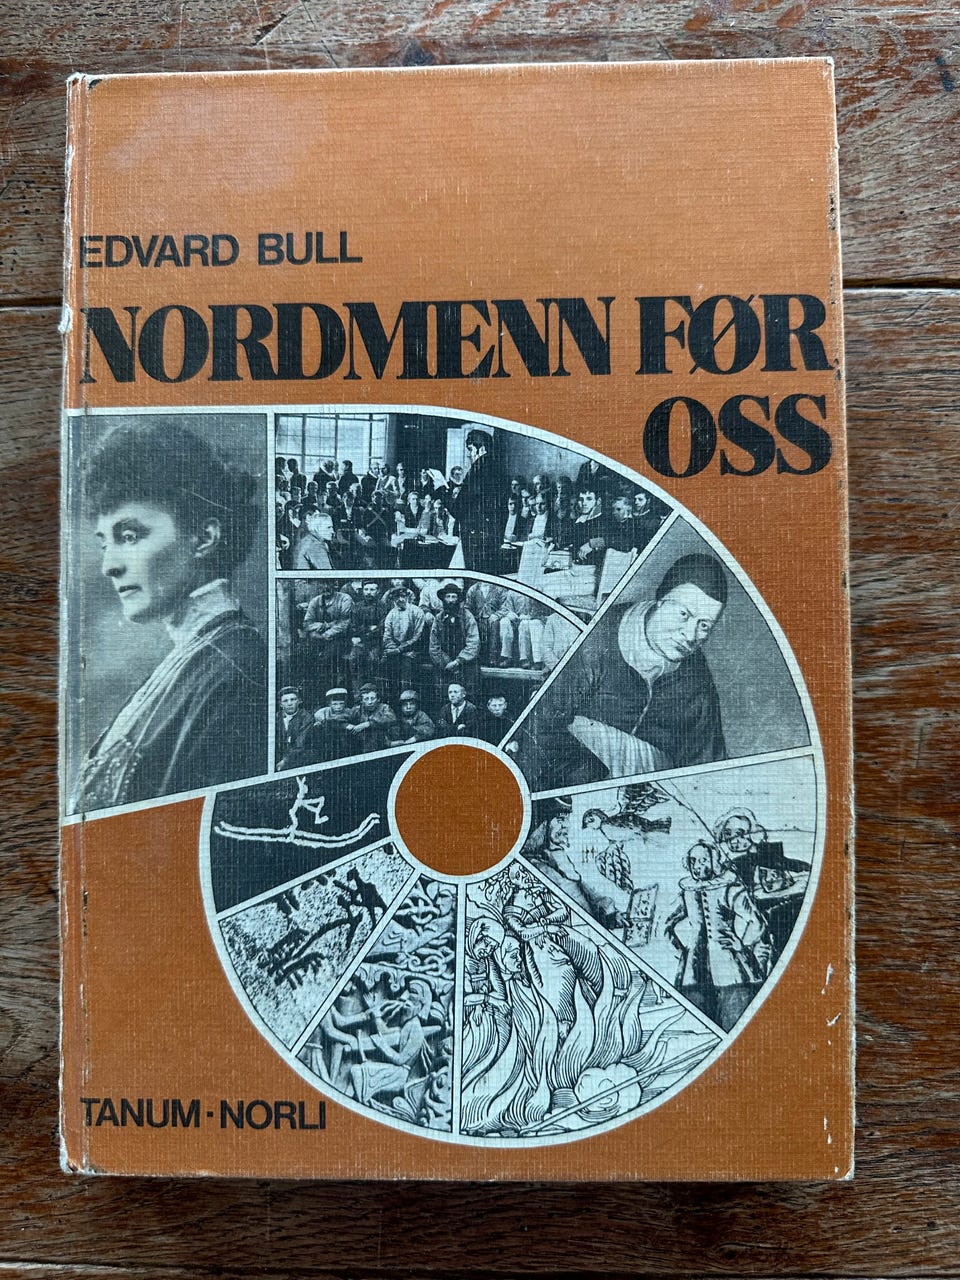 EDVARD BULL
NORDMENN FØR
OSS
TANUM·NORLI